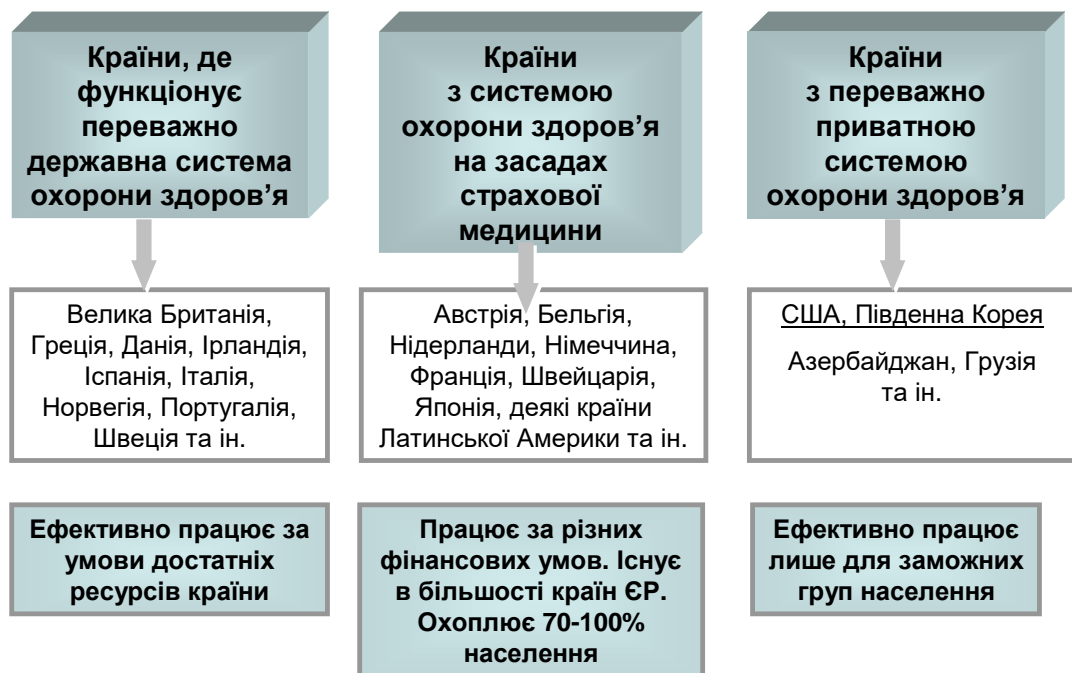 Країни, де
функціонує
переважно
державна система
охорони здоров’я
Країни
з системою
охорони здоров’я
на засадах
страхової
медицини
Країни
з переважно
приватною
системою
охорони здоров’я
Велика Британія,
Греція, Данія, Ірландія,
Іспанія, Італія,
Норвегія, Португалія,
Швеція та ін.
Австрія, Бельгія,
Нідерланди, Німеччина,
Франція, Швейцарія,
Японія, деякі країни
Латинської Америки та ін.
США, Південна Корея
Азербайджан, Грузія
та ін.
Ефективно працює за
умови достатніх
ресурсів країни
Працює за різних
фінансових умов. Існує
в більшості країн ЄР.
Охоплює 70-100%
населення
Ефективно працює
лише для заможних
груп населення